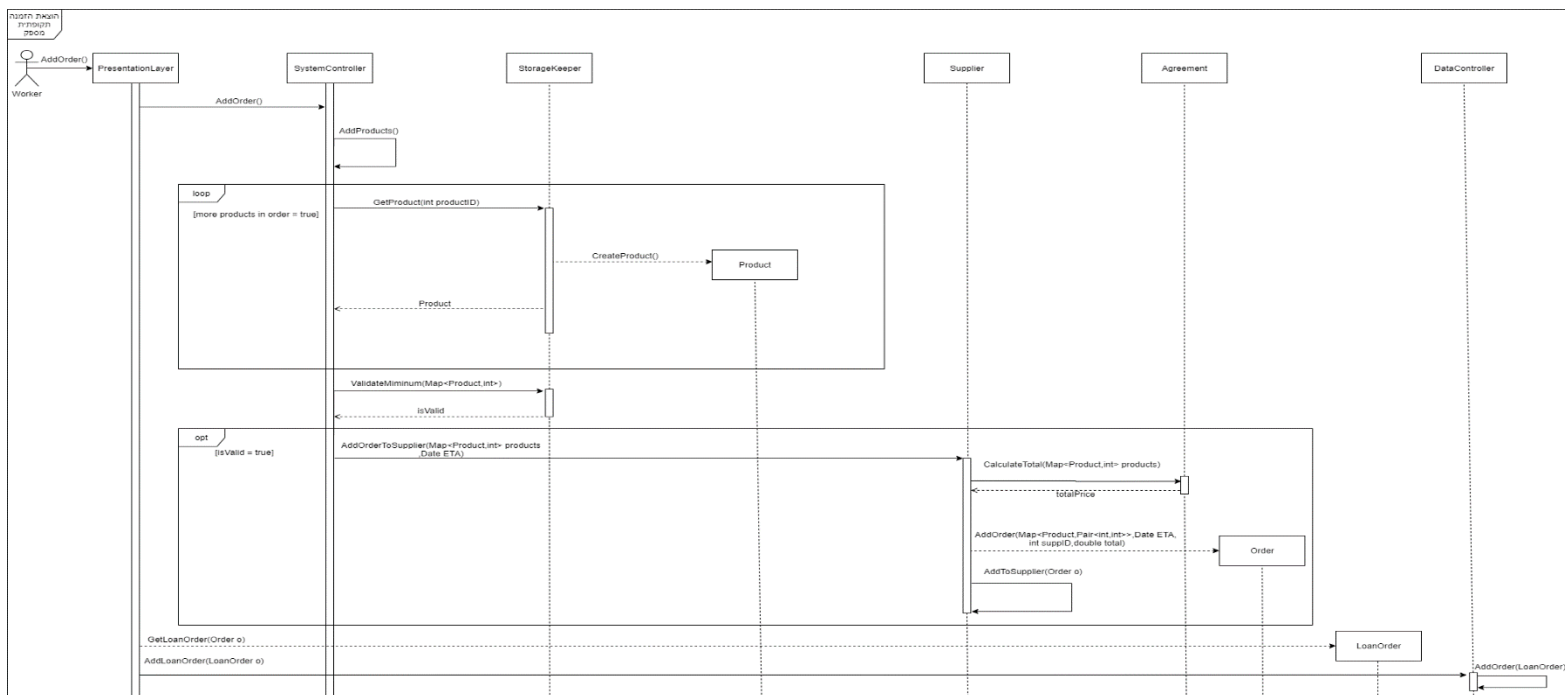 הוצאת הזמנה
תקופתית
מספק
AddOrder()
Worker
PresentationLayer
SystemController
StorageKeeper
Supplier
Agreement
DataController
AddOrder()
AddProducts()
loop
[more products in order = true]
GetProduct(int productID)
CreateProduct()
Product
Product
ValidateMiminum(Map<Product,int>)
isValid
opt
[isValid = true]
AddOrderToSupplier(Map<Product,int> products
,Date ETA)
CalculateTotal(Map<Product,int> products)
totalPrice
AddOrder(Map<Product,Pair<int,int>>,Date ETA,
int suppID,double total)
Order
AddToSupplier(Order o)
GetLoanOrder(Order o)
LoanOrder
AddLoanOrder(LoanOrder o)
AddOrder(LoanOrder)